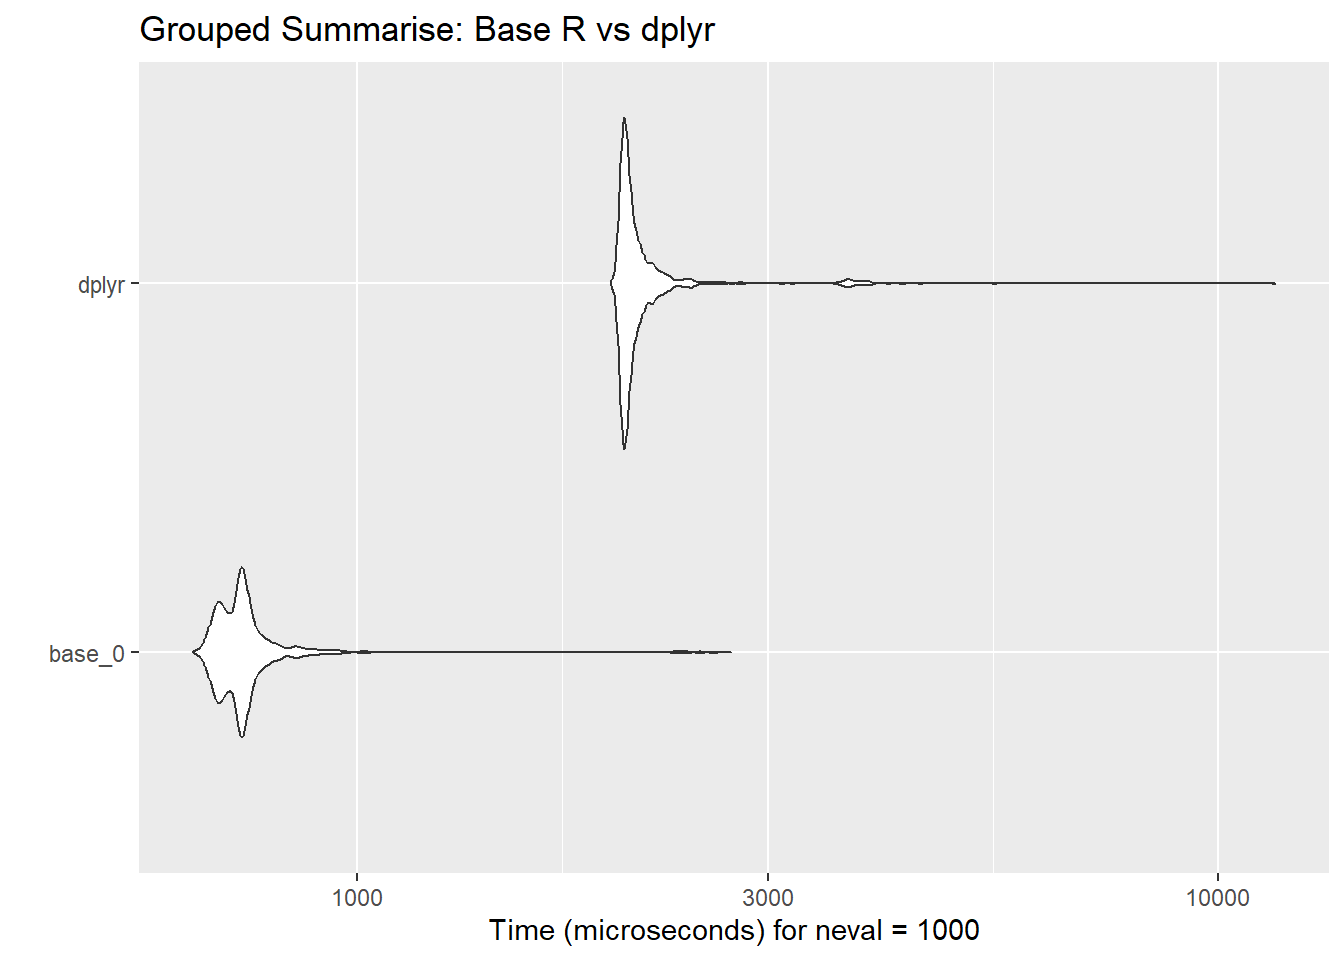 Grouped Summarise: Base R vs dplyr
dplyr
base_0
1000 3000 10000
Time (microseconds) for neval = 1000